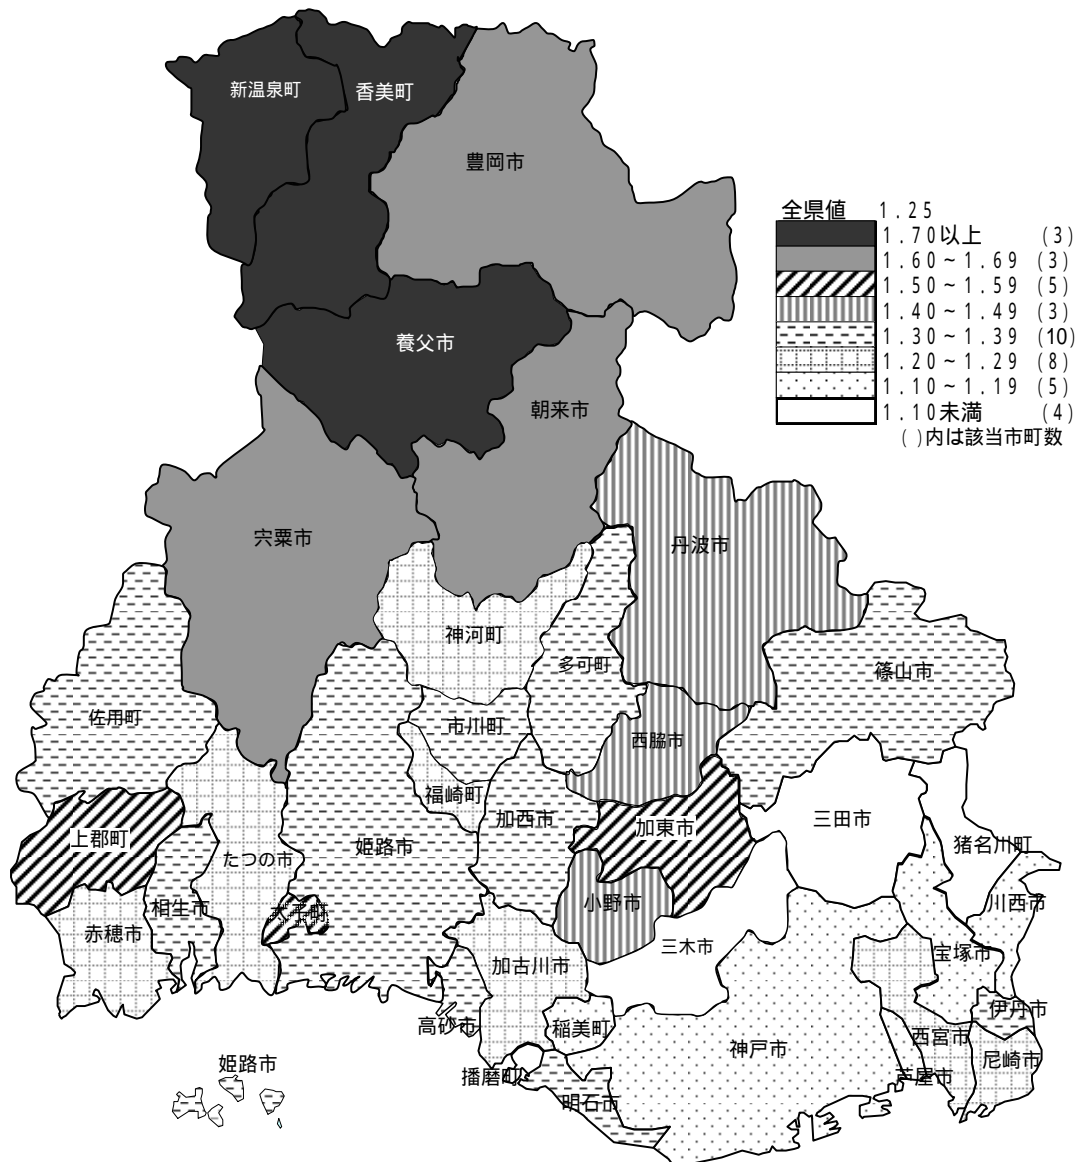 新温泉町
香美町
豊岡市
全県値 1.25
1.70以上 (3)
1.60~1.69 (3)
1.50~1.59 (5)
1.40~1.49 (3)
1.30~1.39 (10)
1.20~1.29 (8)
1.10~1.19 (5)
1.10未満 (4)
( )内は該当市町数
養父市
朝来市
宍粟市
丹波市
神河町
多可町
篠山市
佐用町
市川町
西脇市
福崎町
加西市
加東市
三田市
上郡町
姫路市
猪名川町
たつの市
相生市
太子町
小野市
川西市
赤穂市
三木市
宝塚市
加古川市
伊丹市
高砂市
稲美町
西宮市
神戸市
尼崎市
姫路市
播磨町
芦屋市
明石市